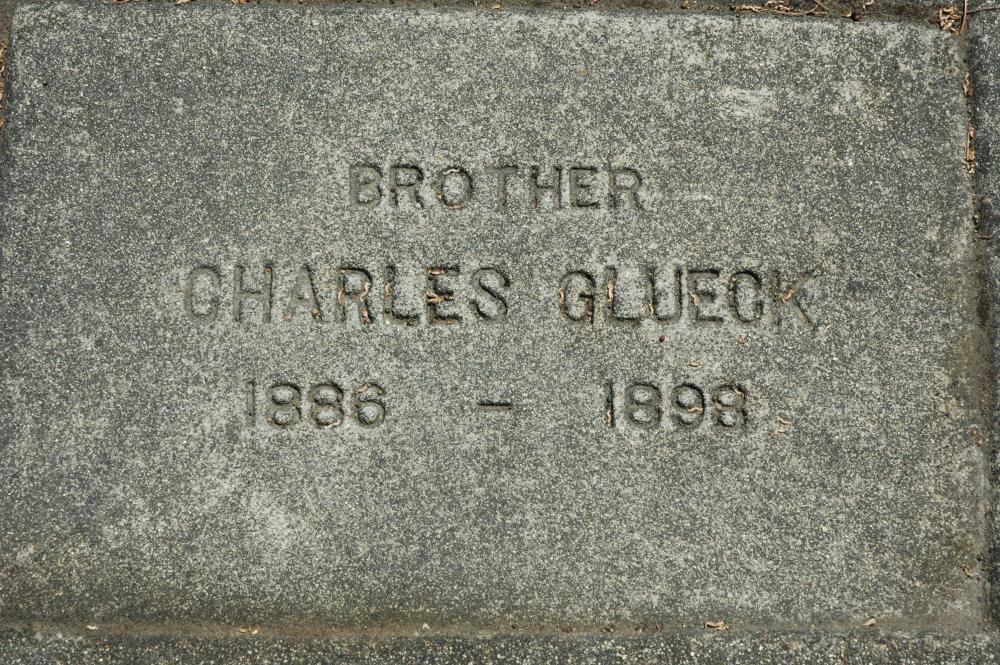 BROTHER
CHARLES GLUECK
1886 - 1898